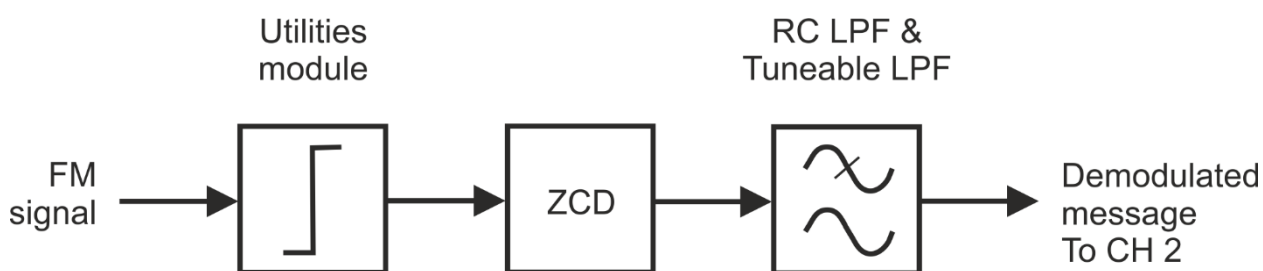 Utilities
module
RC LPF &
Tuneable LPF
FM
signal
ZCD
Demodulated
message
To CH 2